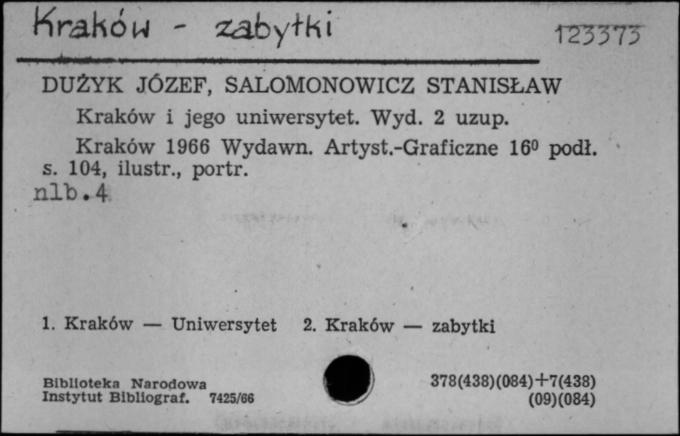 Kraków - zabytki
123373
DUŻYK JÓZEF, SALOMONOWICZ STANISŁAW
Kraków i jego uniwersytet. Wyd. 2 uzup.
Kraków 1966 Wydawn. Artyst.-Graficzne 16⁰ podł.
s. 104, ilustr., portr.
nlb.4
1. Kraków — Uniwersytet 2. Kraków — zabytki
Biblioteka Narodowa
Instytut Bibliograf. 7425/66
378(438)(084)+7(438)
(09)(084)